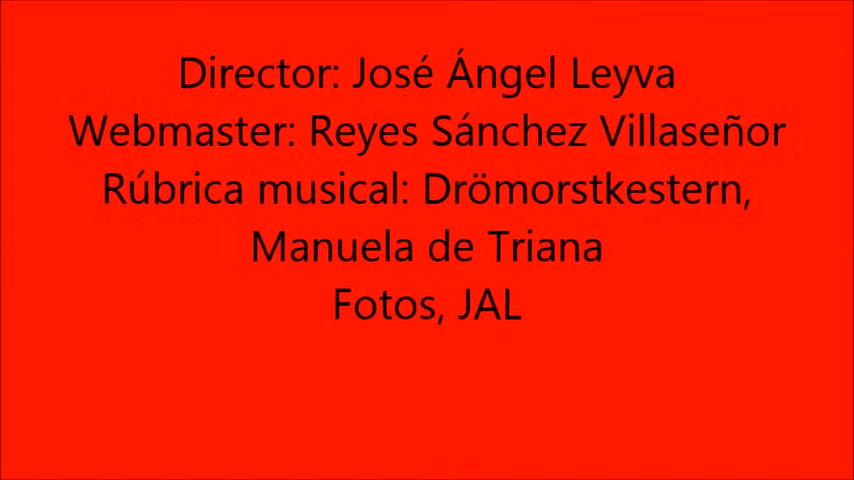 Director: José Ángel Leyva
Webmaster: Reyes Sánchez Villaseñor
Rúbrica musical: Drömorstkestern,
Manuela de Triana
Fotos, JAL